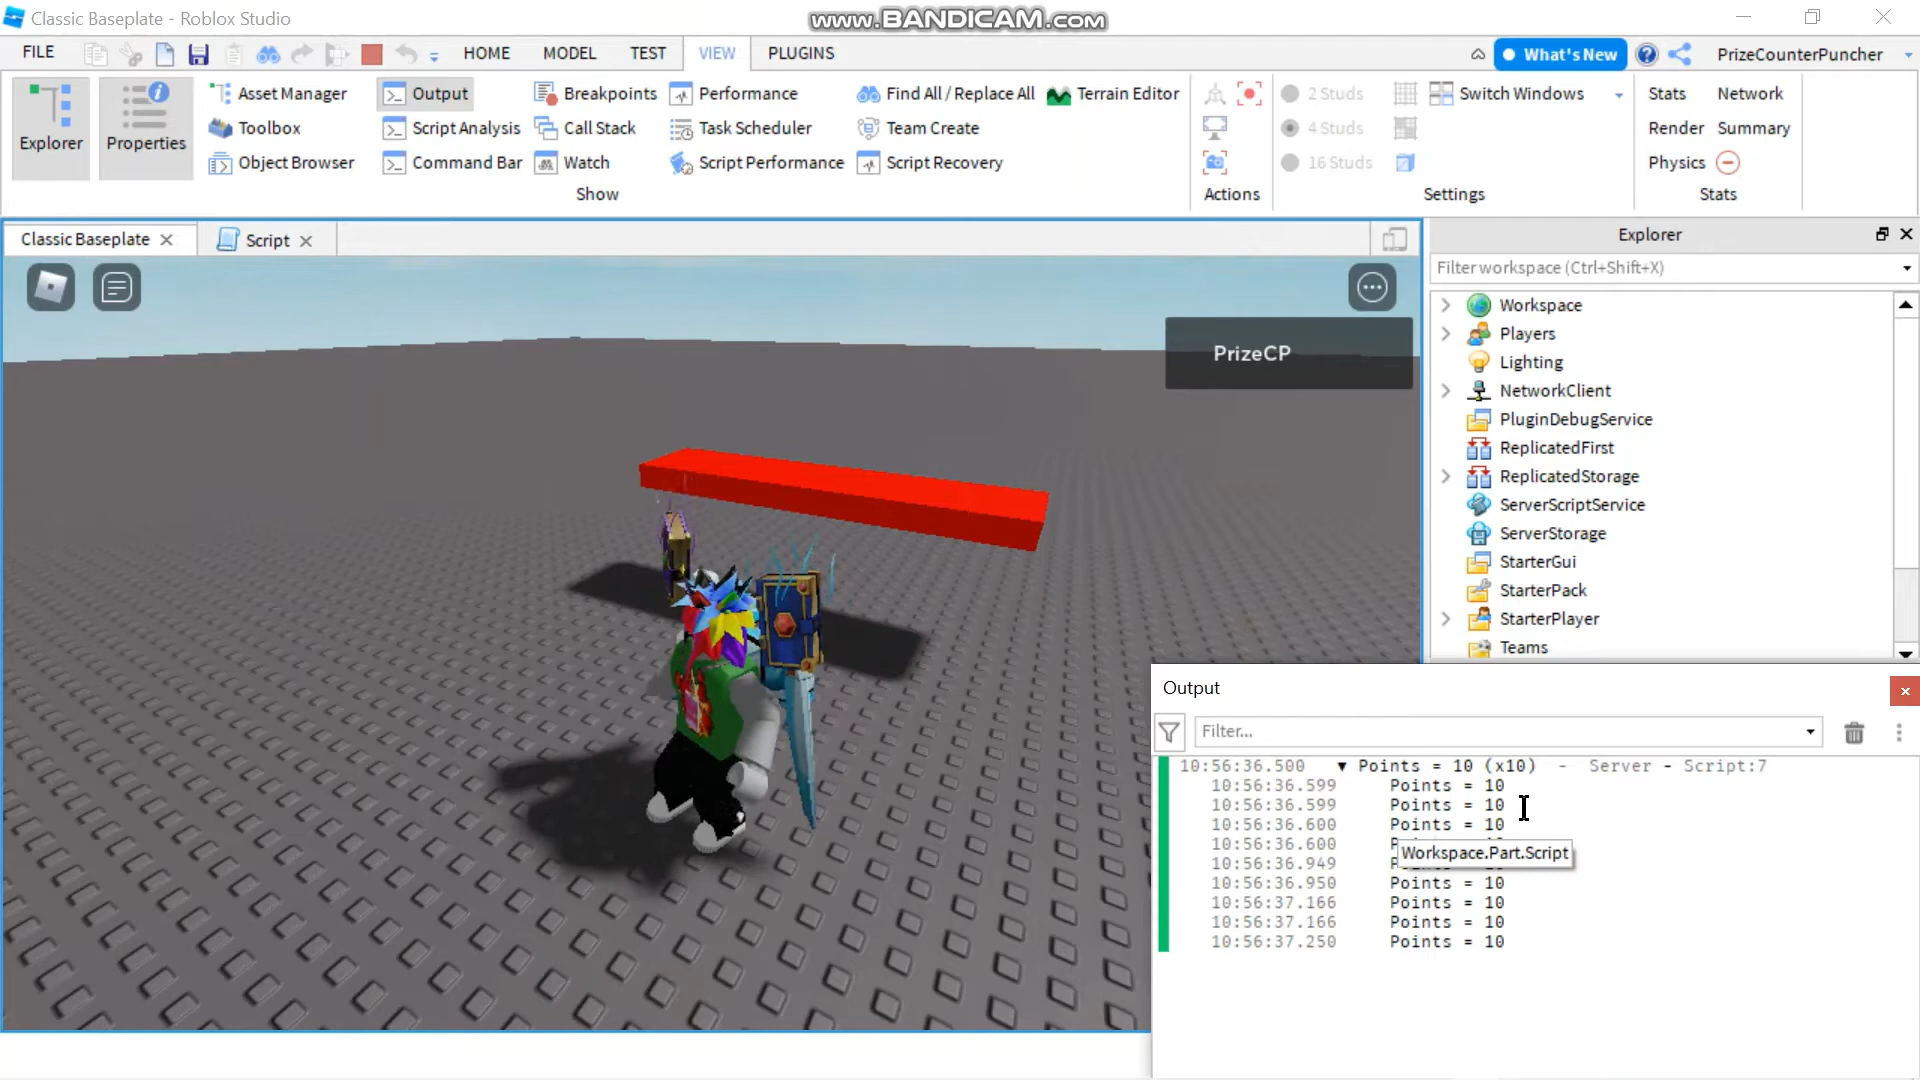 Classic Baseplate - Roblox Studio
www.BANDICAM.com
FILE
HOME
MODEL
TEST
VIEW
PLUGINS
What's New
PrizeCounterPuncher
Explorer
Properties
Asset Manager
Toolbox
Object Browser
Output
Script Analysis
Command Bar
Breakpoints
Call Stack
Watch
Performance
Task Scheduler
Script Performance
Find All / Replace All
Team Create
Script Recovery
Terrain Editor
Show
Actions
2 Studs
4 Studs
16 Studs
Switch Windows
Settings
Stats
Network
Render
Summary
Physics
Stats
Classic Baseplate
Script
PrizeCP
Explorer
Filter workspace (Ctrl+Shift+X)
Workspace
Players
Lighting
NetworkClient
PluginDebugService
ReplicatedFirst
ReplicatedStorage
ServerScriptService
ServerStorage
StarterGui
StarterPack
StarterPlayer
Teams
Output
Filter...
10:56:36.500 ▼ Points = 10 (x10) - Server - Script:7
10:56:36.599 Points = 10
10:56:36.599 Points = 10
10:56:36.600 Points = 10
10:56:36.600
Workspace.Part.Script
10:56:36.949
10:56:36.950 Points = 10
10:56:37.166 Points = 10
10:56:37.166 Points = 10
10:56:37.250 Points = 10